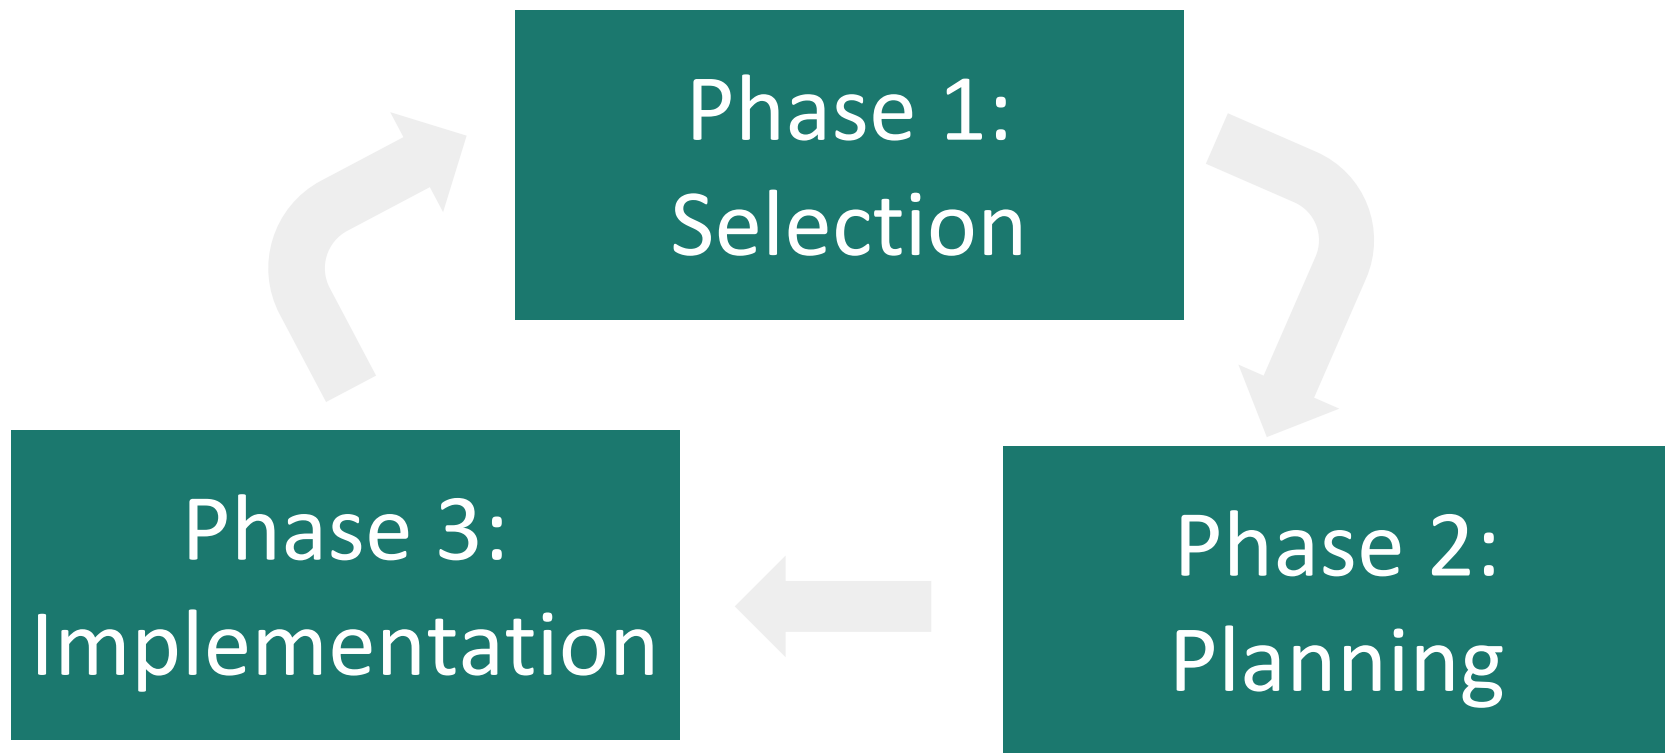 Phase 1:
Selection
Phase 2:
Planning
Phase 3:
Implementation